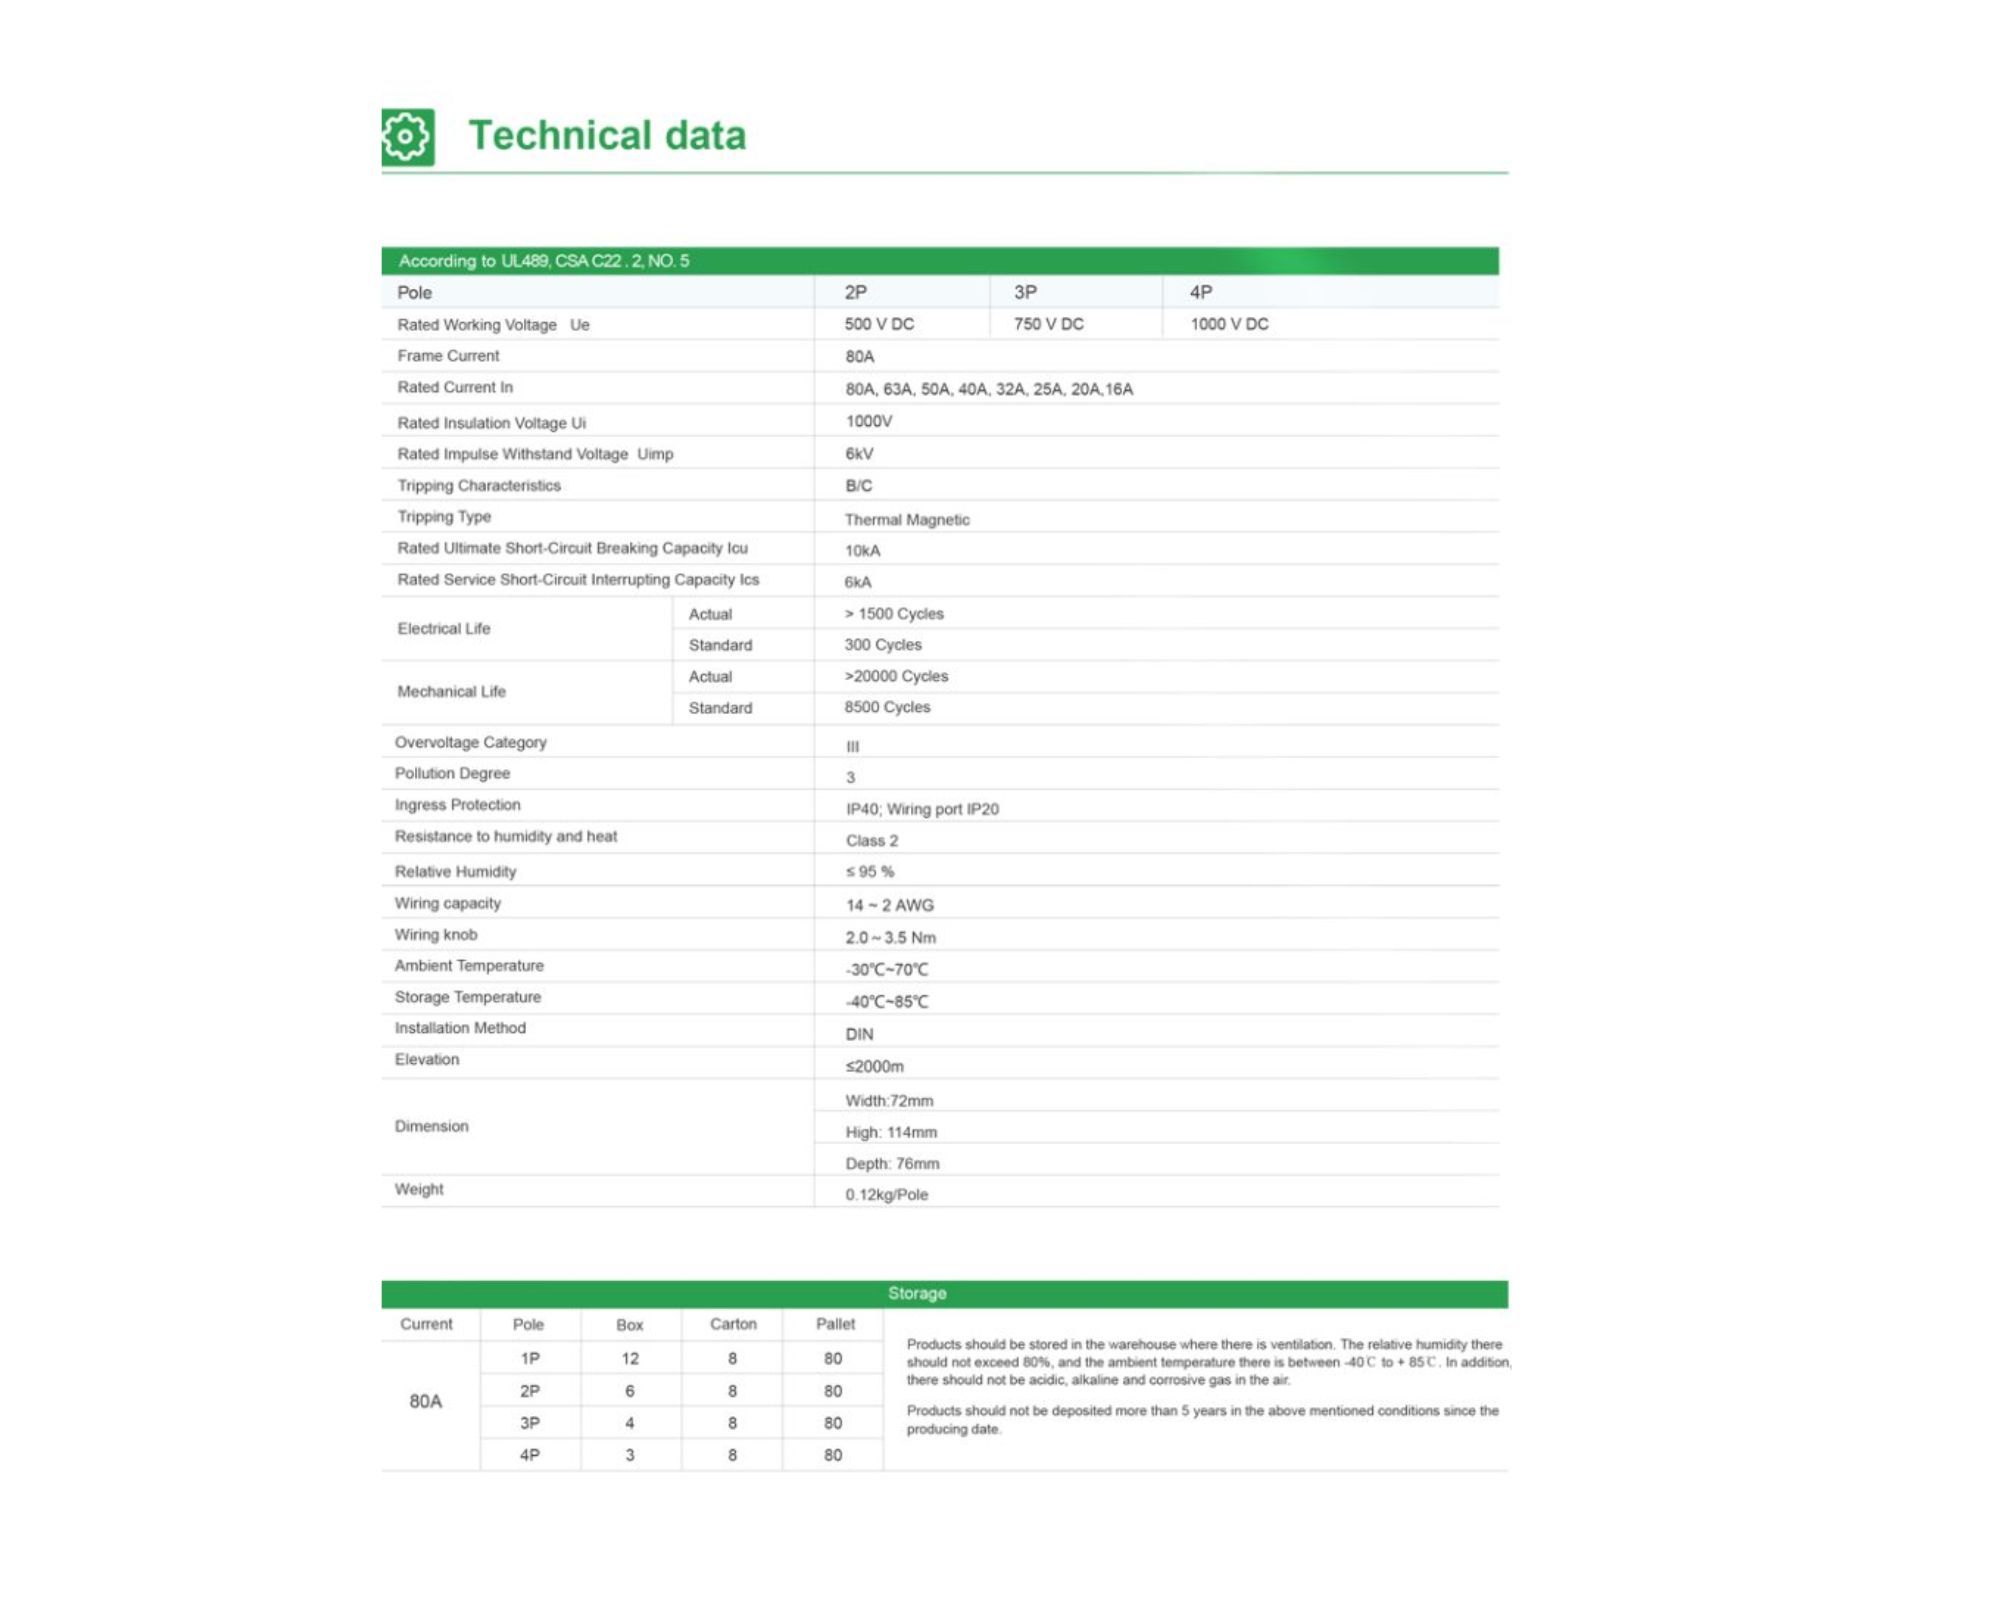 Technical data
According to UL489, CSA C22 . 2, NO. 5
Pole 2P 3P 4P
Rated Working Voltage Ue 500 V DC 750 V DC 1000 V DC
Frame Current 80A
Rated Current In 80A, 63A, 50A, 40A, 32A, 25A, 20A,16A
Rated Insulation Voltage Ui 1000V
Rated Impulse Withstand Voltage Uimp 6kV
Tripping Characteristics B/C
Tripping Type Thermal Magnetic
Rated Ultimate Short-Circuit Breaking Capacity Icu 10kA
Rated Service Short-Circuit Interrupting Capacity Ics 6kA
Electrical Life Actual > 1500 Cycles
Standard 300 Cycles
Mechanical Life Actual >20000 Cycles
Standard 8500 Cycles
Overvoltage Category III
Pollution Degree 3
Ingress Protection IP40; Wiring port IP20
Resistance to humidity and heat Class 2
Relative Humidity ≤ 95 %
Wiring capacity 14 ~ 2 AWG
Wiring knob 2.0 ~ 3.5 Nm
Ambient Temperature -30℃~70℃
Storage Temperature -40℃~85℃
Installation Method DIN
Elevation ≤2000m
Dimension Width:72mm
High: 114mm
Depth: 76mm
Weight 0.12kg/Pole
Storage
Current Pole Box Carton Pallet
80A
1P 12 8 80
2P 6 8 80
3P 4 8 80
4P 3 8 80
Products should be stored in the warehouse where there is ventilation. The relative humidity there
should not exceed 80%, and the ambient temperature there is between -40℃ to + 85℃. In addition,
there should not be acidic, alkaline and corrosive gas in the air.
Products should not be deposited more than 5 years in the above mentioned conditions since the
producing date.